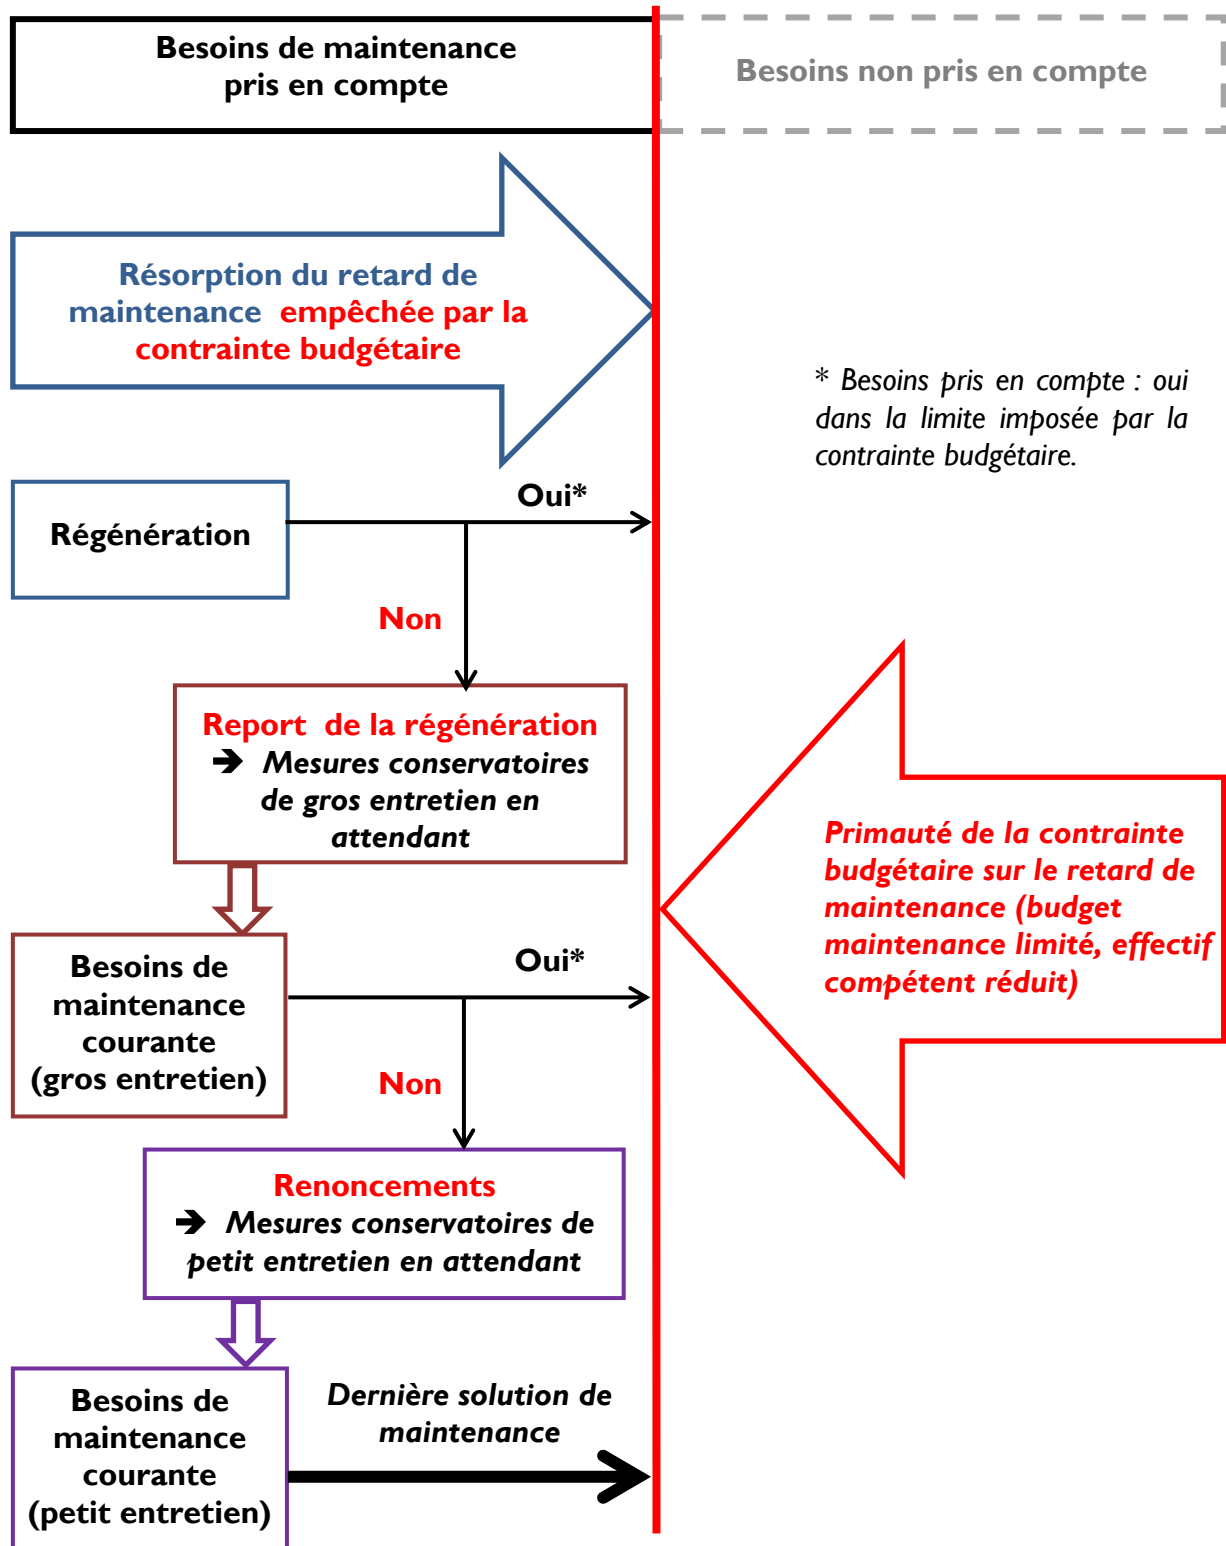 Besoins de maintenance
pris en compte
Besoins non pris en compte
Résorption du retard de
maintenance empêchée par la
contrainte budgétaire
* Besoins pris en compte : oui
dans la limite imposée par la
contrainte budgétaire.
Régénération
Oui*
Non
Report de la régénération
➔ Mesures conservatoires
de gros entretien en
attendant
Primauté de la contrainte
budgétaire sur le retard de
maintenance (budget
maintenance limité, effectif
compétent réduit)
Besoins de
maintenance
courante
(gros entretien)
Oui*
Non
Renoncements
➔ Mesures conservatoires de
petit entretien en attendant
Besoins de
maintenance
courante
(petit entretien)
Dernière solution de
maintenance